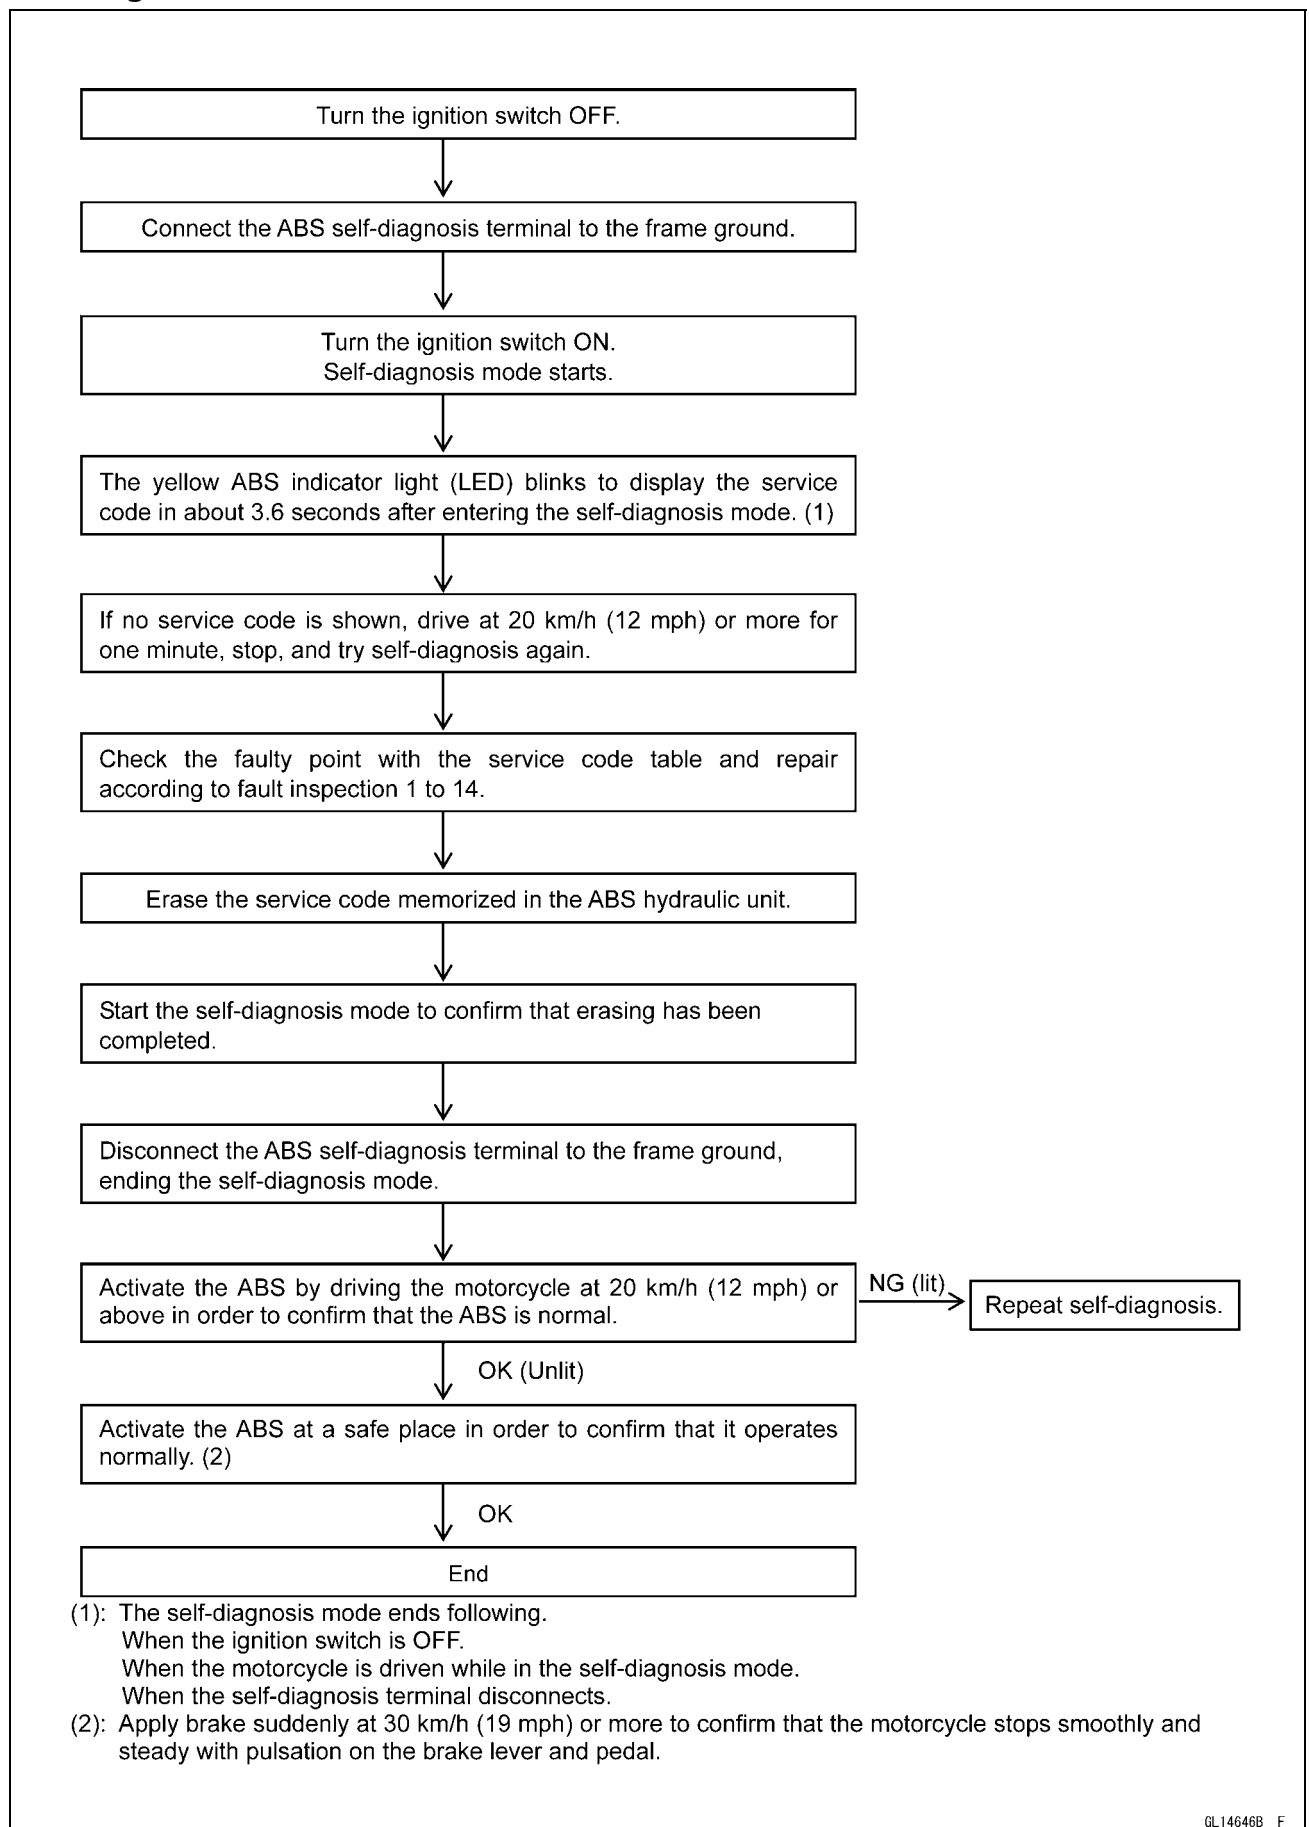 Turn the ignition switch OFF.
Connect the ABS self-diagnosis terminal to the frame ground.
Turn the ignition switch ON.
Self-diagnosis mode starts.
The yellow ABS indicator light (LED) blinks to display the service
code in about 3.6 seconds after entering the self-diagnosis mode. (1)
If no service code is shown, drive at 20 km/h (12 mph) or more for
one minute, stop, and try self-diagnosis again.
Check the faulty point with the service code table and repair
according to fault inspection 1 to 14.
Erase the service code memorized in the ABS hydraulic unit.
Start the self-diagnosis mode to confirm that erasing has been
completed.
Disconnect the ABS self-diagnosis terminal to the frame ground,
ending the self-diagnosis mode.
Activate the ABS by driving the motorcycle at 20 km/h (12 mph) or
above in order to confirm that the ABS is normal.
NG (lit)
Repeat self-diagnosis.
OK (Unlit)
Activate the ABS at a safe place in order to confirm that it operates
normally. (2)
OK
End
(1): The self-diagnosis mode ends following.
When the ignition switch is OFF.
When the motorcycle is driven while in the self-diagnosis mode.
When the self-diagnosis terminal disconnects.
(2): Apply brake suddenly at 30 km/h (19 mph) or more to confirm that the motorcycle stops smoothly and
steady with pulsation on the brake lever and pedal.
GL14646B F